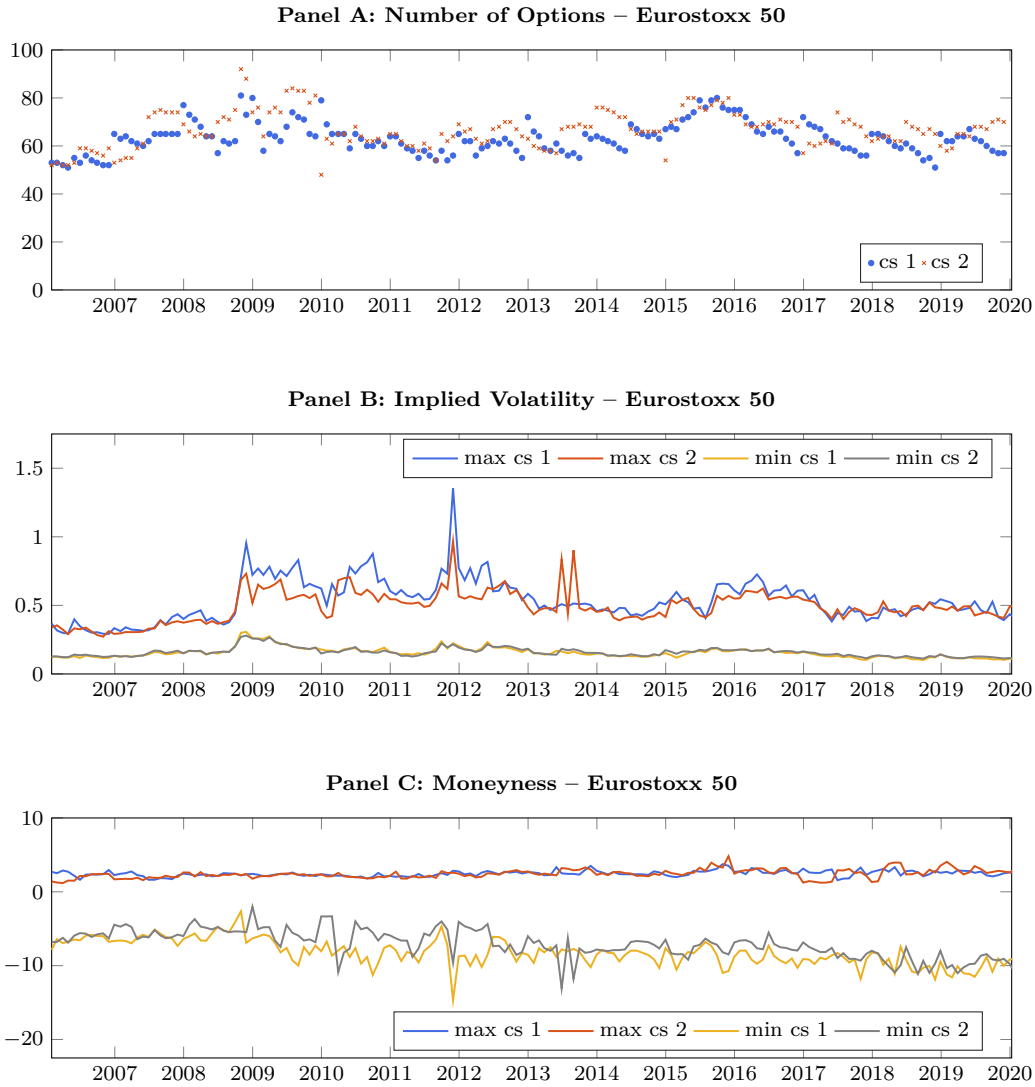 Panel A: Number of Options – Eurostoxx 50
100
80
60
40
20
0
cs 1 cs 2
2007 2008 2009 2010 2011 2012 2013 2014 2015 2016 2017 2018 2019 2020
Panel B: Implied Volatility – Eurostoxx 50
max cs 1 max cs 2 min cs 1 min cs 2
1.5
1
0.5
0
2007 2008 2009 2010 2011 2012 2013 2014 2015 2016 2017 2018 2019 2020
Panel C: Moneyness – Eurostoxx 50
10
0
−10
−20
max cs 1 max cs 2 min cs 1 min cs 2
2007 2008 2009 2010 2011 2012 2013 2014 2015 2016 2017 2018 2019 2020